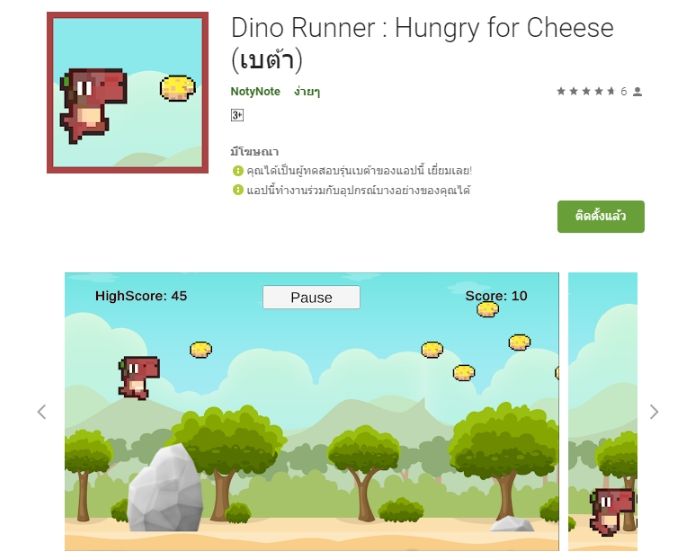 Dino Runner : Hungry for Cheese
(เบต้า)
NotyNote ง่ายๆ
6
3+
มีโฆษณา
คุณได้เป็นผู้ทดสอบรุ่นเบต้าของแอปนี้ เยี่ยมเลย!
แอปนี้ทำงานร่วมกับอุปกรณ์บางอย่างของคุณได้
ติดตั้งแล้ว
HighScore: 45
Pause
Score: 10